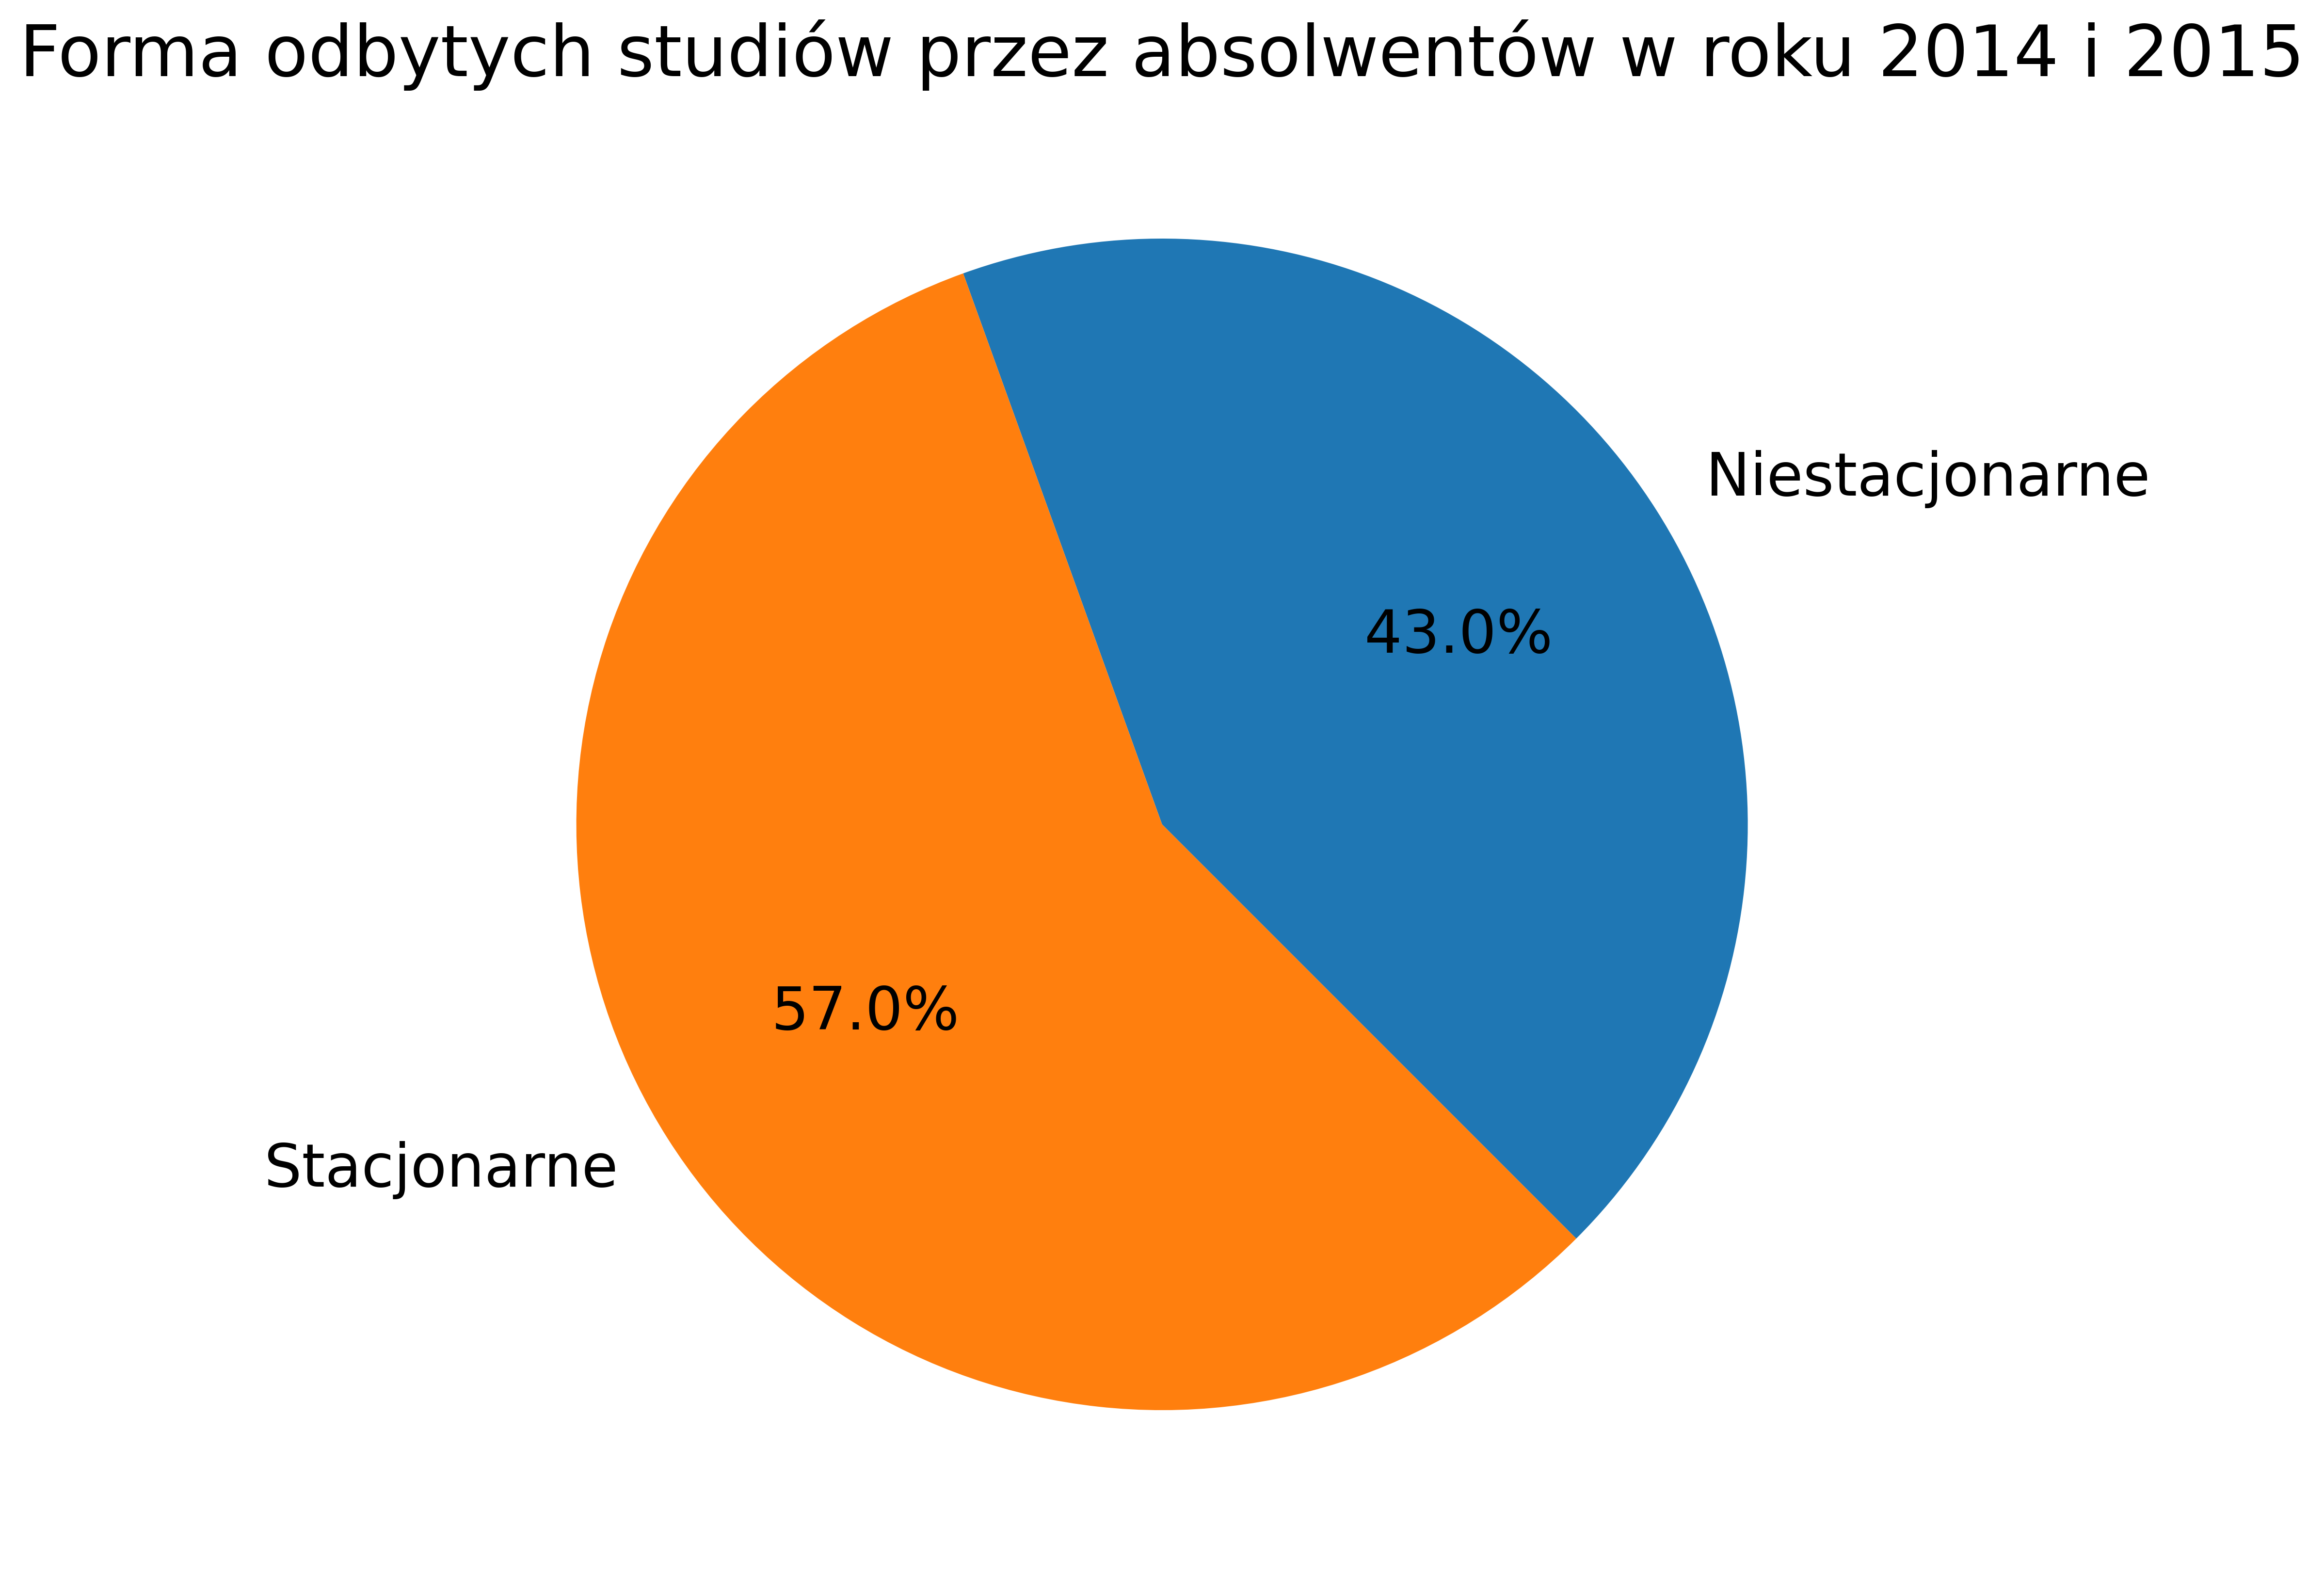 Forma odbytych studiów przez absolwentów w roku 2014 i 2015
Niestacjonarne
43.0%
57.0%
Stacjonarne